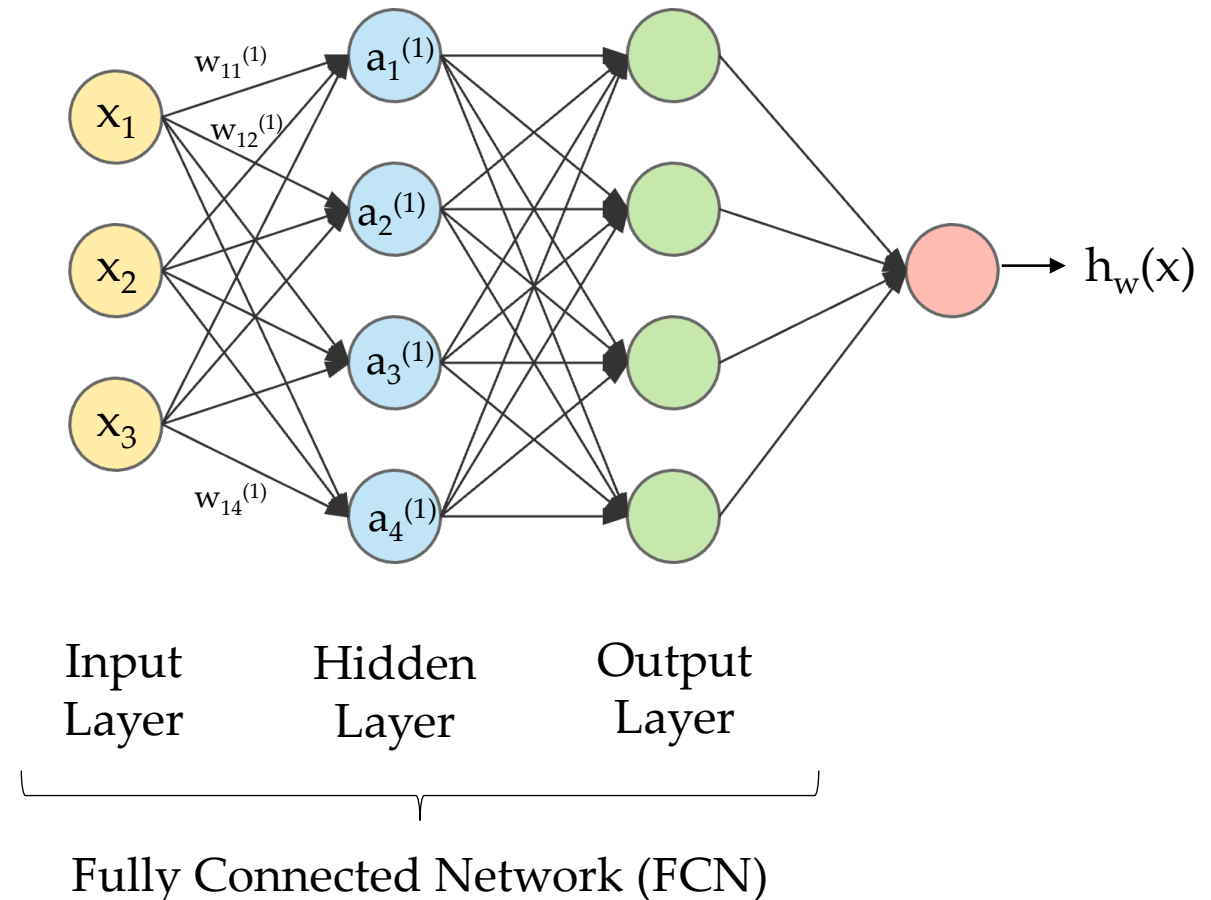 w₁₁⁽¹⁾
a₁⁽¹⁾
x₁
w₁₂⁽¹⁾
a₂⁽¹⁾
x₂
h_w(x)
a₃⁽¹⁾
x₃
w₁₄⁽¹⁾
a₄⁽¹⁾
Input
Layer
Hidden
Layer
Output
Layer
Fully Connected Network (FCN)